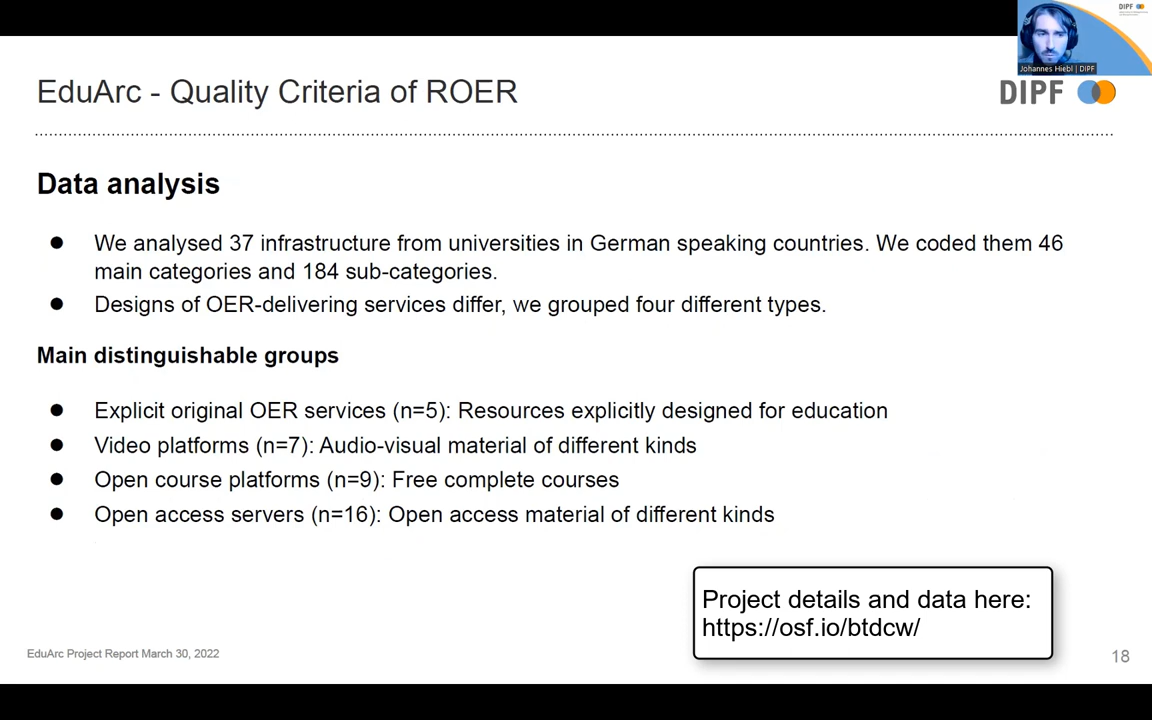 DIPF
Johannes Hiebl | DIPF
EduArc - Quality Criteria of ROER
DIPF
Data analysis
● We analysed 37 infrastructure from universities in German speaking countries. We coded them 46
main categories and 184 sub-categories.
● Designs of OER-delivering services differ, we grouped four different types.
Main distinguishable groups
● Explicit original OER services (n=5): Resources explicitly designed for education
● Video platforms (n=7): Audio-visual material of different kinds
● Open course platforms (n=9): Free complete courses
● Open access servers (n=16): Open access material of different kinds
Project details and data here:
https://osf.io/btdcw/
EduArc Project Report March 30, 2022
18